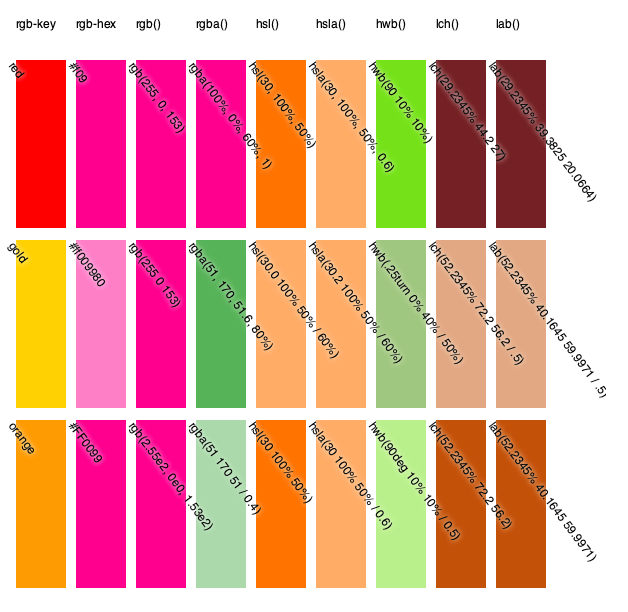 rgb-key rgb-hex rgb() rgba() hsl() hsla() hwb() lch() lab()
red
#f09
rgb(255, 0, 153)
rgba(100%, 0%, 60%, 1)
hsl(30, 100%, 50%)
hsla(30, 100%, 50%, 0.6)
hwb(90 10% 10%)
lch(29.2345% 44.2 27)
lab(29.2345% 39.3825 20.0664)
gold
#ff009980
rgb(255 0 153)
rgba(51, 170, 51.6, 80%)
hsl(30.0 100% 50% / 60%)
hsla(30.2 100% 50% / 60%)
hwb(.25turn 0% 40% / 50%)
lch(52.2345% 72.2 56.2 / .5)
lab(52.2345% 40.1645 59.9971 / .5)
orange
#FF0099
rgb(2.55e2, 0e0, 1.53e2)
rgba(51 170 51 / 0.4)
hsl(30 100% 50%)
hsla(30 100% 50% / 0.6)
hwb(90deg 10% 10% / 0.5)
lch(52.2345% 72.2 56.2)
lab(52.2345% 40.1645 59.9971)